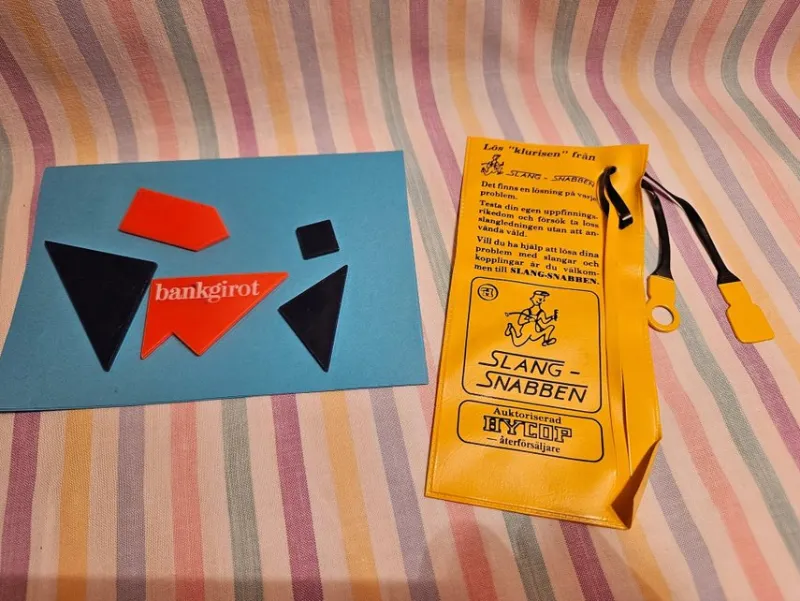 bankgirot
Lös "klurisen" från
SLANG - SNABBEN
Det finns en lösning på varje
problem.
Testa din egen uppfinnings-
rikedom och försök ta loss
slangledningen utan att an-
vända våld.
Vill du ha hjälp att lösa dina
problem med slangar och
kopplingar är du välkom-
men till SLANG-SNABBEN.
SLANG -
SNABBEN
Auktoriserad
HYCOP
— återförsäljare